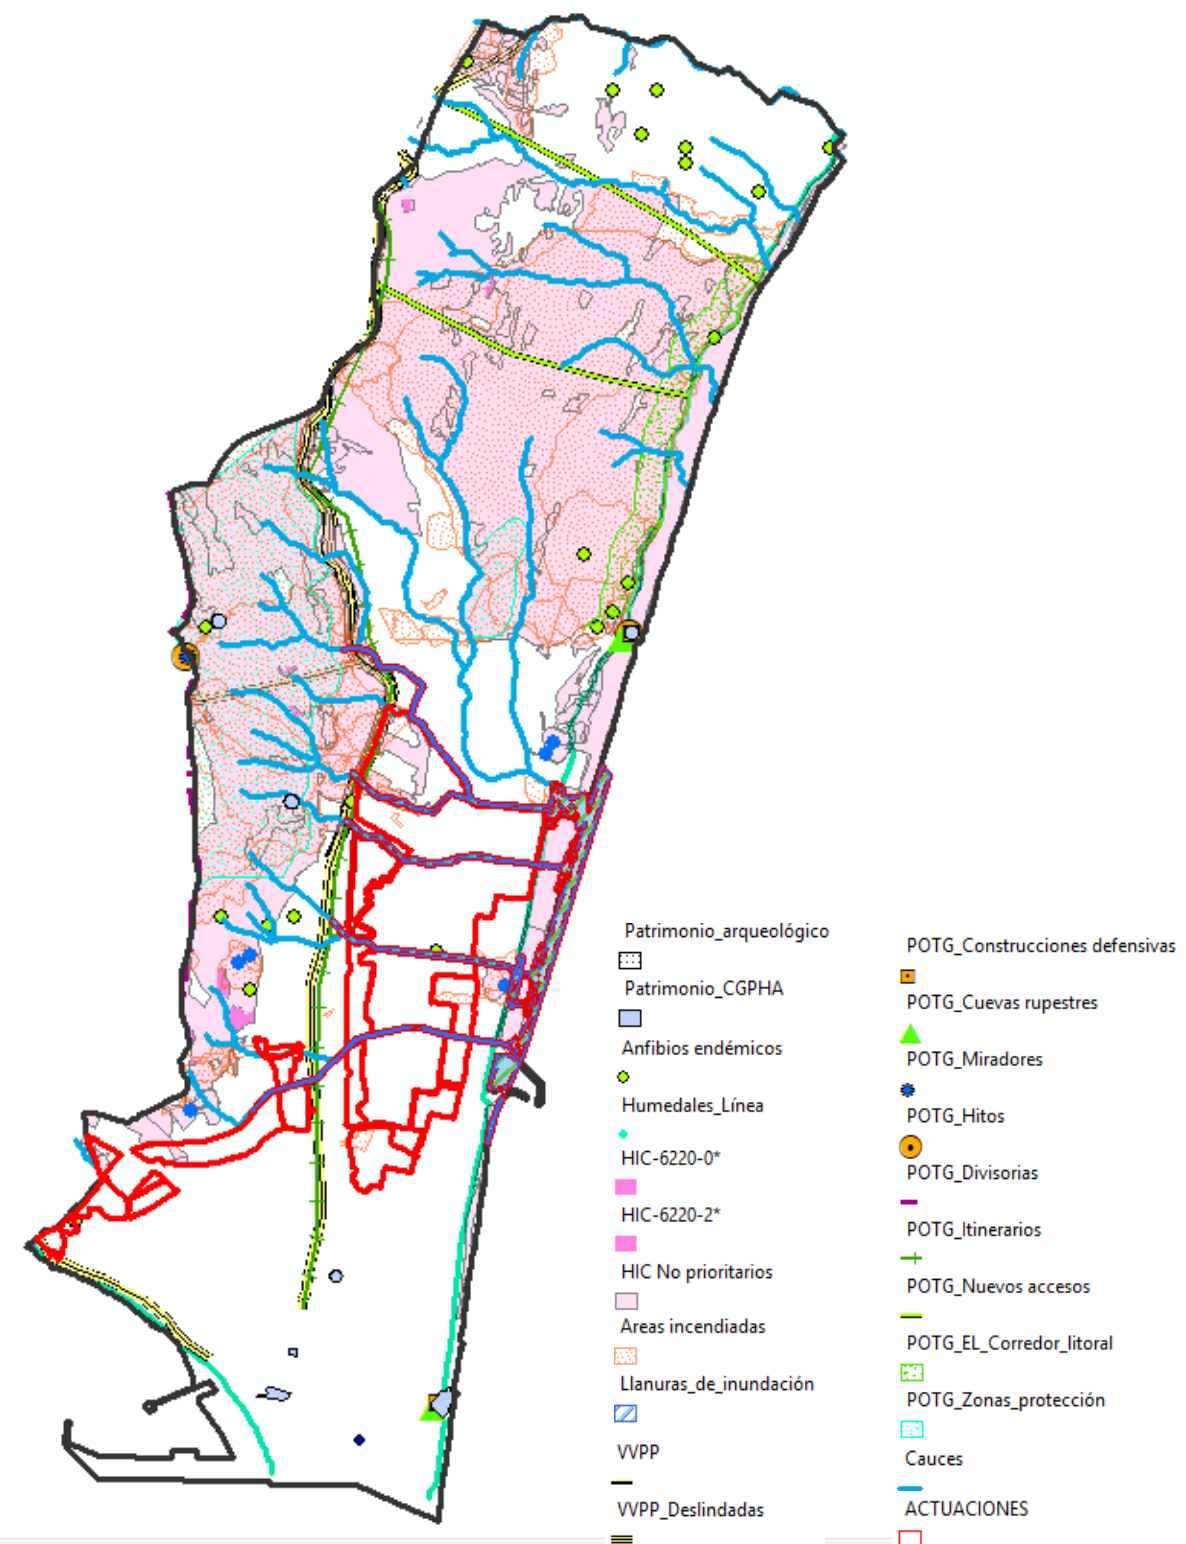 Patrimonio_arqueológico
Patrimonio_CGPHA
Anfibios endémicos
Humedales_Línea
HIC-6220-0*
HIC-6220-2*
HIC No prioritarios
Areas incendiadas
Llanuras_de_inundación
VVPP
VVPP_Deslindadas
POTG_Construcciones defensivas
POTG_Cuevas rupestres
POTG_Miradores
POTG_Hitos
POTG_Divisorias
POTG_Itinerarios
POTG_Nuevos accesos
POTG_EL_Corredor_litoral
POTG_Zonas_protección
Cauces
ACTUACIONES